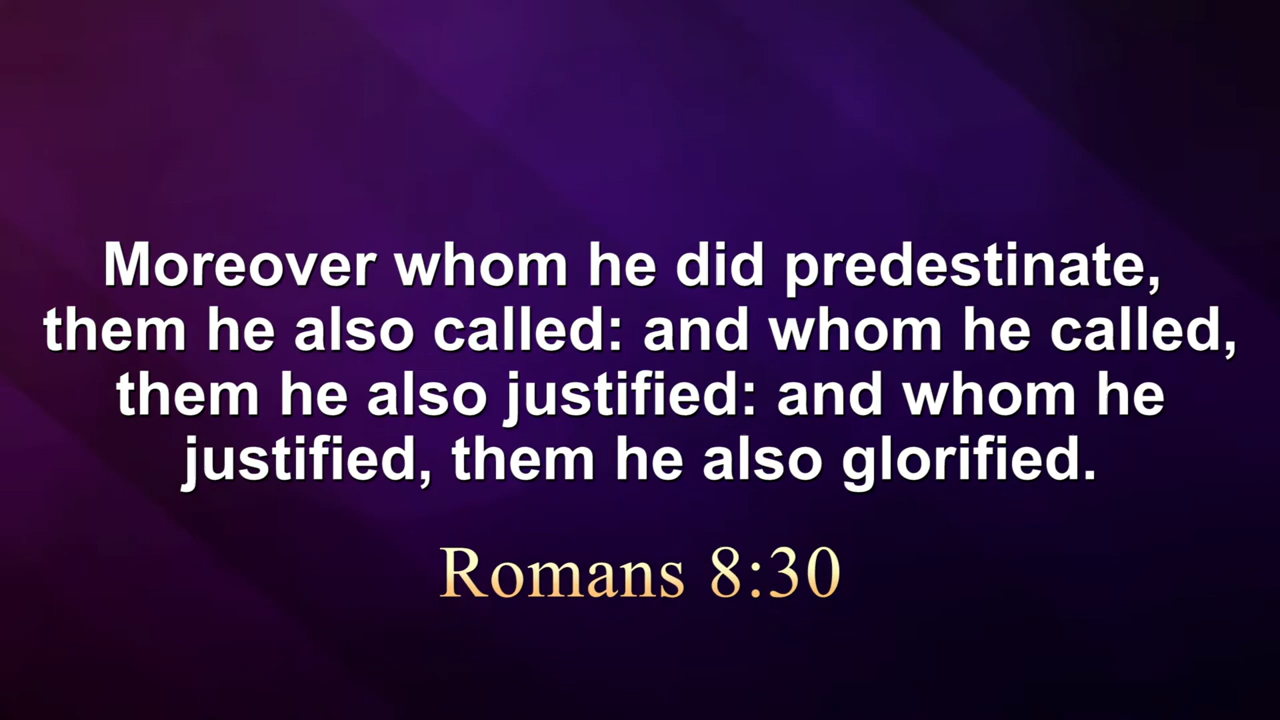 Moreover whom he did predestinate,
them he also called: and whom he called,
them he also justified: and whom he
justified, them he also glorified.
Romans 8:30